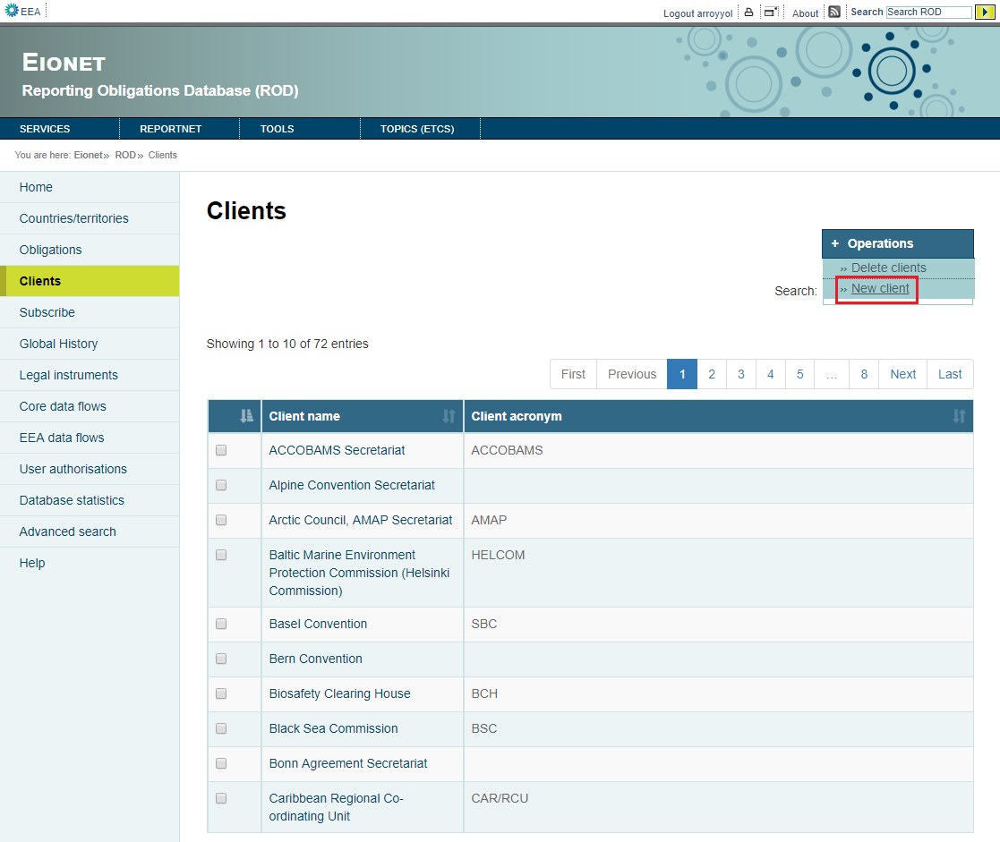 EEA
Logout arroyyol
About
Search Search ROD
EIONET
Reporting Obligations Database (ROD)
SERVICES REPORTNET TOOLS TOPICS (ETCS)
You are here: Eionet» ROD» Clients
Home
Countries/territories
Obligations
Clients
Subscribe
Global History
Legal instruments
Core data flows
EEA data flows
User authorisations
Database statistics
Advanced search
Help
Clients
+ Operations
» Delete clients
» New client
Search:
Showing 1 to 10 of 72 entries
First Previous 1 2 3 4 5 … 8 Next Last
Client name Client acronym
ACCOBAMS Secretariat ACCOBAMS
Alpine Convention Secretariat
Arctic Council, AMAP Secretariat AMAP
Baltic Marine Environment HELCOM
Protection Commission (Helsinki
Commission)
Basel Convention SBC
Bern Convention
Biosafety Clearing House BCH
Black Sea Commission BSC
Bonn Agreement Secretariat
Caribbean Regional Co- CAR/RCU
ordinating Unit